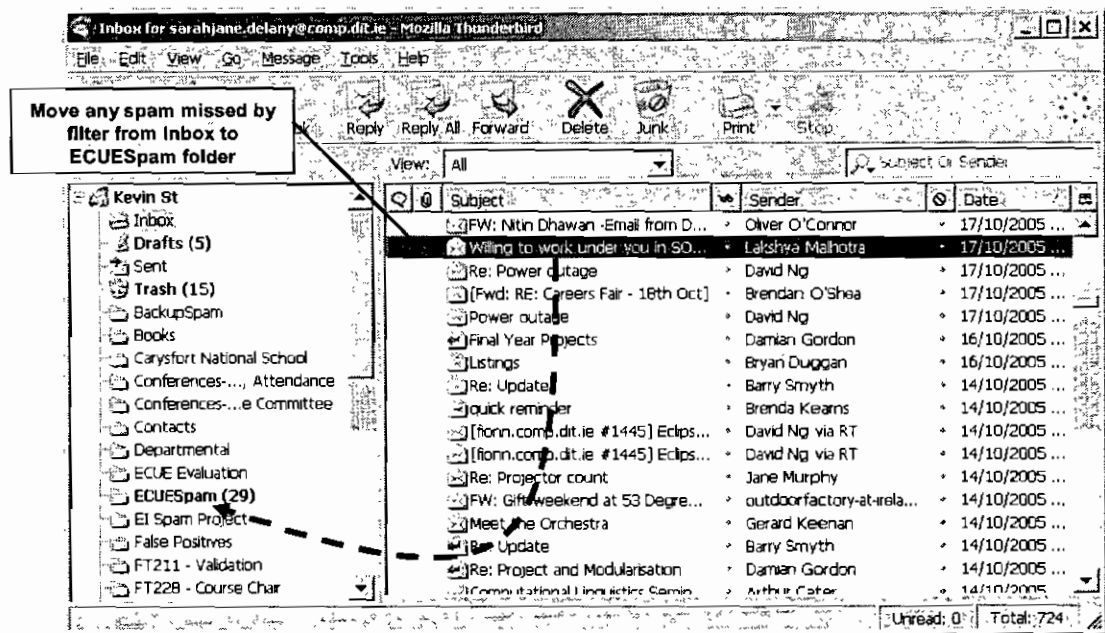 Inbox for sarahjane.delany@comp.dit.ie - Mozilla Thunderbird
File Edit View Go Message Tools Help
Move any spam missed by
filter from Inbox to
ECUESpam folder
Reply Reply All Forward Delete Junk Print Stop
View: All Subject Or Sender
Kevin St
Inbox
Drafts (5)
Sent
Trash (15)
BackupSpam
Books
Carysfort National School
Conferences-..., Attendance
Conferences-...e Committee
Contacts
Departmental
ECUE Evaluation
ECUESpam (29)
EI Spam Project
False Positives
FT211 - Validation
FT228 - Course Chair
Subject Sender Date
FW: Nitin Dhawan -Email from D... Oliver O'Connor 17/10/2005 ...
Willing to work under you in SO... Lakshya Malhotra 17/10/2005 ...
Re: Power outage David Ng 17/10/2005 ...
[Fwd: RE: Careers Fair - 18th Oct] Brendan O'Shea 17/10/2005 ...
Power outage David Ng 17/10/2005 ...
Final Year Projects Damian Gordon 16/10/2005 ...
Listings Bryan Duggan 16/10/2005 ...
Re: Update Barry Smyth 14/10/2005 ...
quick reminder Brenda Kearns 14/10/2005 ...
[fionn.comp.dit.ie #1445] Eclips... David Ng via RT 14/10/2005 ...
[fionn.comp.dit.ie #1445] Eclips... David Ng via RT 14/10/2005 ...
Re: Projector count Jane Murphy 14/10/2005 ...
FW: Gift weekend at 53 Degre... outdoorfactory-at-irela... 14/10/2005 ...
Meet the Orchestra Gerard Keenan 14/10/2005 ...
Re: Update Barry Smyth 14/10/2005 ...
Re: Project and Modularisation Damian Gordon 14/10/2005 ...
Computational Linguistics Semin... Arthur Cater 14/10/2005 ...
Unread: 0 Total: 724